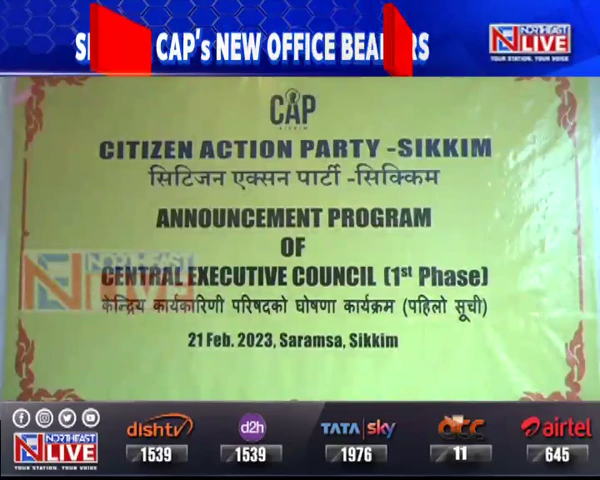 CAP's NEW OFFICE
NORTHEAST
LIVE
YOUR STATION. YOUR VOICE
CAP
SIKKIM
CITIZEN ACTION PARTY -SIKKIM
सिटिजन एक्सन पार्टी -सिक्किम
ANNOUNCEMENT PROGRAM
OF
CENTRAL EXECUTIVE COUNCIL (1st Phase)
केन्द्रिय कार्यकारिणी परिषदको घोषणा कार्यक्रम (पहिलो सूची)
21 Feb. 2023, Saramsa, Sikkim
NORTHEAST
NORTHEAST
LIVE
YOUR STATION. YOUR VOICE
dishtv d2h TATA sky airtel
1539 1539 1976 11 645